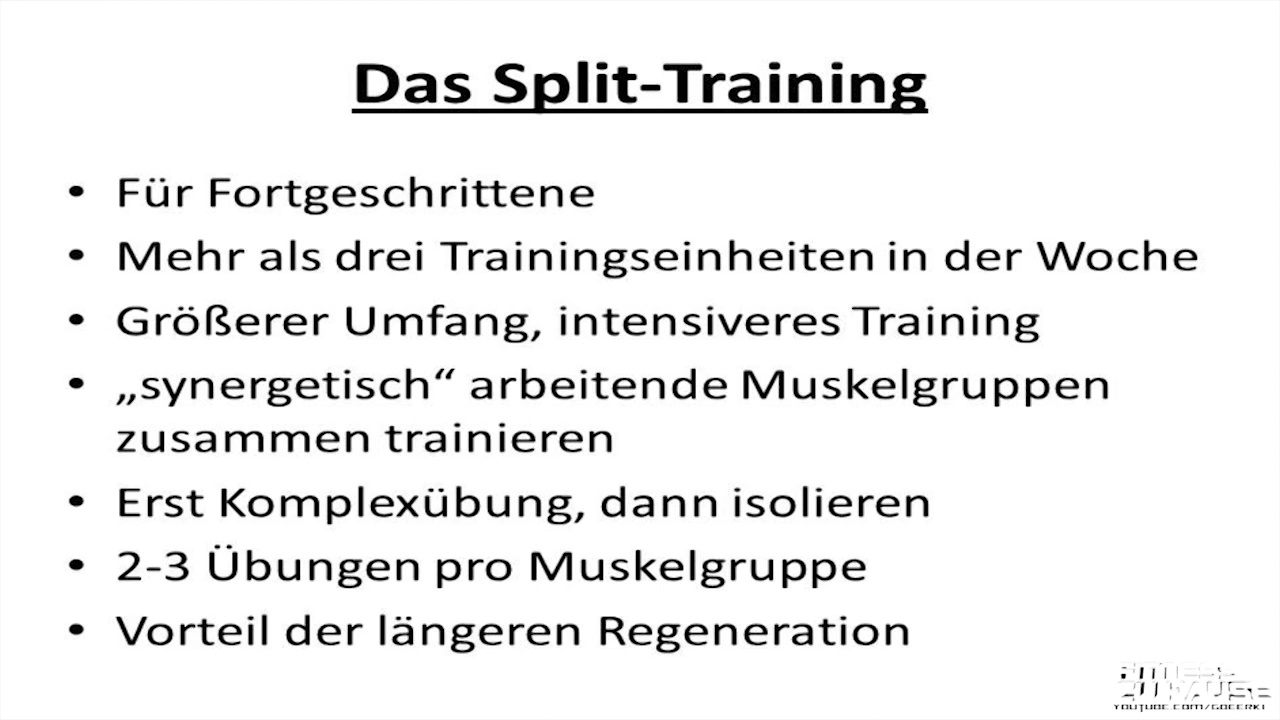 Das Split-Training
• Für Fortgeschrittene
• Mehr als drei Trainingseinheiten in der Woche
• Größerer Umfang, intensiveres Training
• „synergetisch“ arbeitende Muskelgruppen
zusammen trainieren
• Erst Komplexübung, dann isolieren
• 2-3 Übungen pro Muskelgruppe
• Vorteil der längeren Regeneration